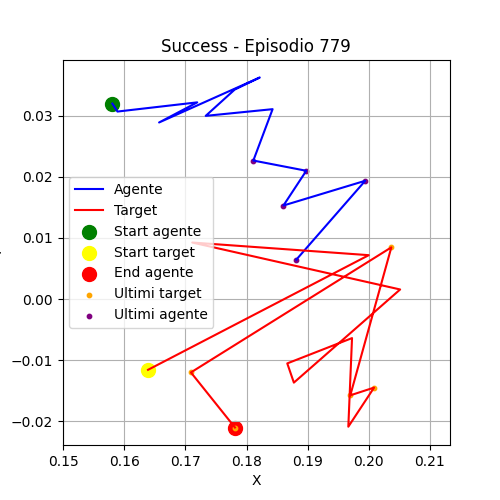 Success - Episodio 779
0.03
0.02
0.01
0.00
−0.01
−0.02
Agente
Target
Start agente
Start target
End agente
Ultimi target
Ultimi agente
0.15 0.16 0.17 0.18 0.19 0.20 0.21
X